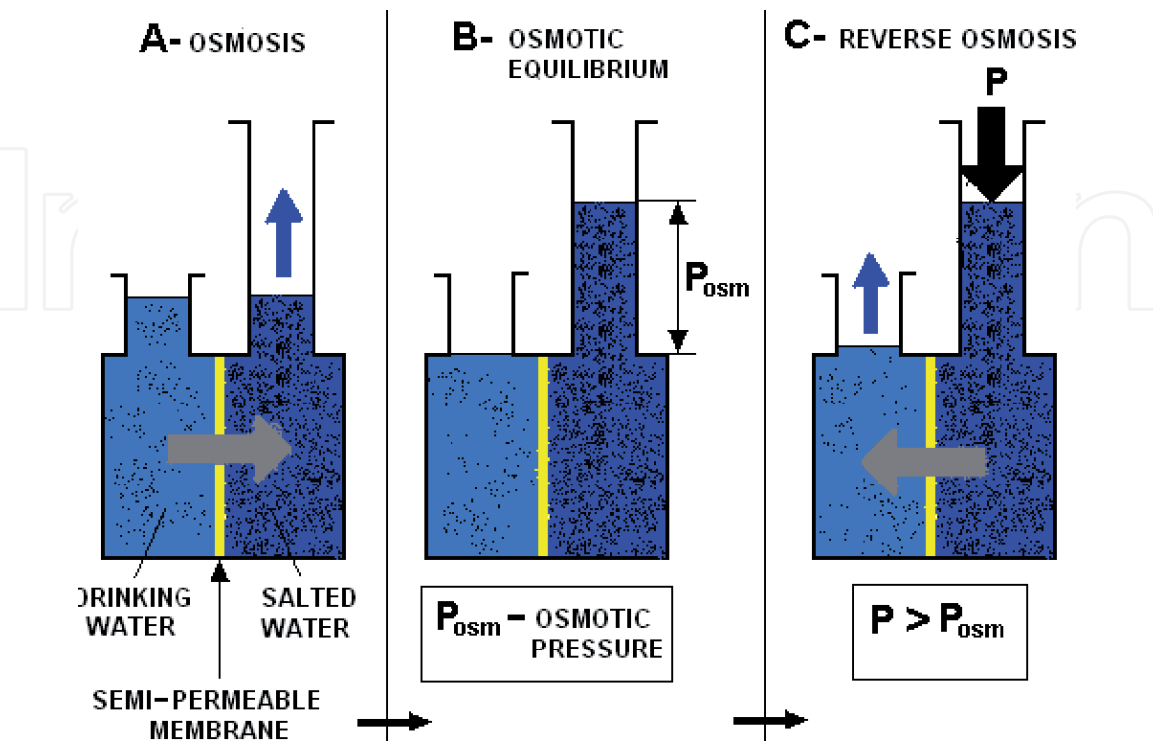 A- OSMOSIS
B- OSMOTIC
EQUILIBRIUM
C- REVERSE OSMOSIS
P
Posm
DRINKING
WATER
SALTED
WATER
SEMI-PERMEABLE
MEMBRANE
Posm - OSMOTIC
PRESSURE
P > Posm